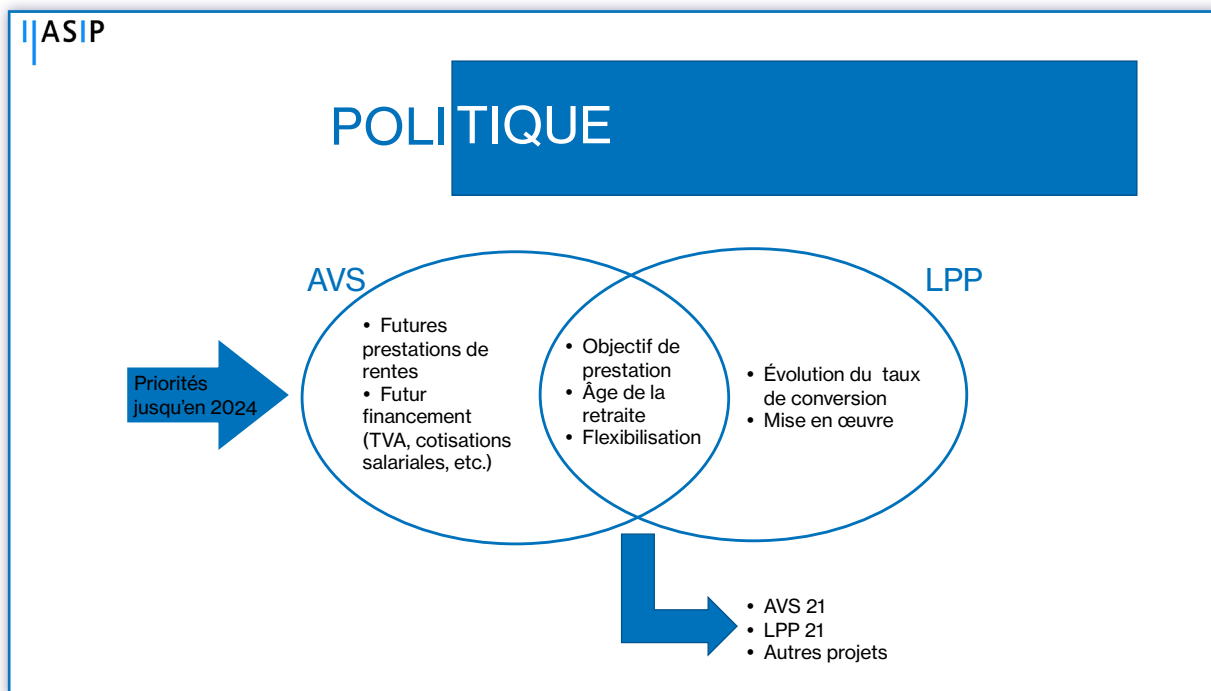 ASIP
POLITIQUE
AVS
LPP
Priorités
jusqu'en 2024
• Futures
prestations de
rentes
• Futur
financement
(TVA, cotisations
salariales, etc.)
• Objectif de
prestation
• Âge de la
retraite
• Flexibilisation
• Évolution du taux
de conversion
• Mise en œuvre
• AVS 21
• LPP 21
• Autres projets